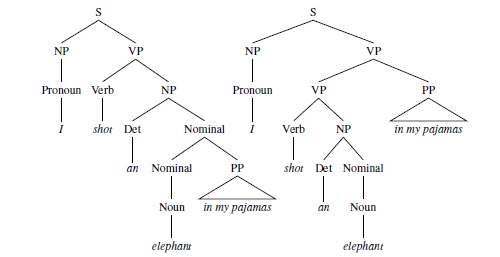 S S
NP VP NP VP
Pronoun Verb NP Pronoun VP PP
I shot Det Nominal I Verb NP in my pajamas
an Nominal PP shot Det Nominal
Noun in my pajamas an Noun
elephant elephant